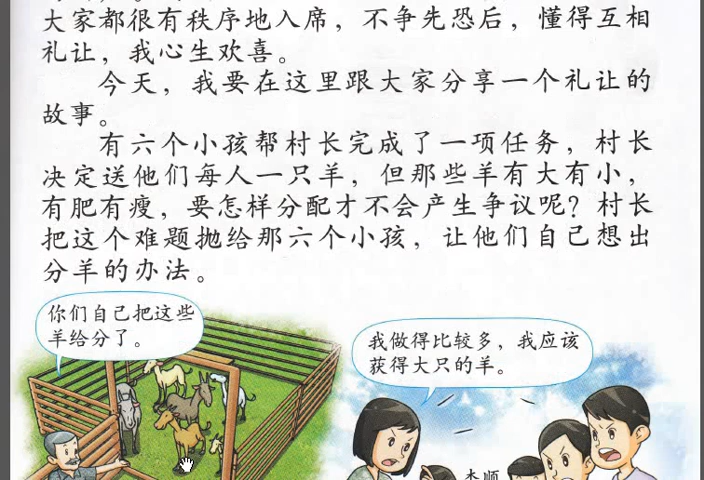 大家都很有秩序地入席，不争先恐后，懂得互相
礼让，我心生欢喜。
今天，我要在这里跟大家分享一个礼让的
故事。
有六个小孩帮村长完成了一项任务，村长
决定送他们每人一只羊，但那些羊有大有小，
有肥有瘦，要怎样分配才不会产生争议呢？村长
把这个难题抛给那六个小孩，让他们自己想出
分羊的办法。
你们自己把这些
羊给分了。
我做得比较多，我应该
获得大只的羊。